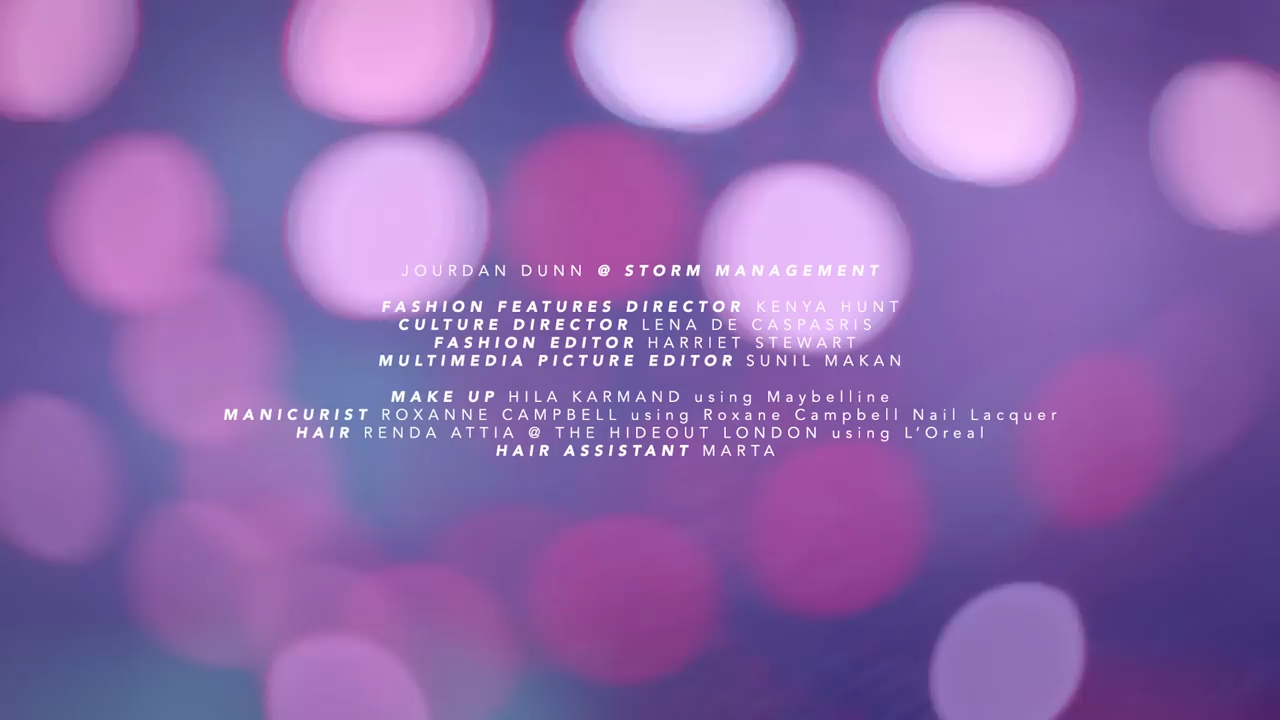 JOURDAN DUNN @ STORM MANAGEMENT
FASHION FEATURES DIRECTOR KENYA HUNT
CULTURE DIRECTOR LENA DE CASPASRIS
FASHION EDITOR HARRIET STEWART
MULTIMEDIA PICTURE EDITOR SUNIL MAKAN
MAKE UP HILA KARMAND using Maybelline
MANICURIST ROXANNE CAMPBELL using Roxane Campbell Nail Lacquer
HAIR RENDA ATTIA @ THE HIDEOUT LONDON using L’Oreal
HAIR ASSISTANT MARTA